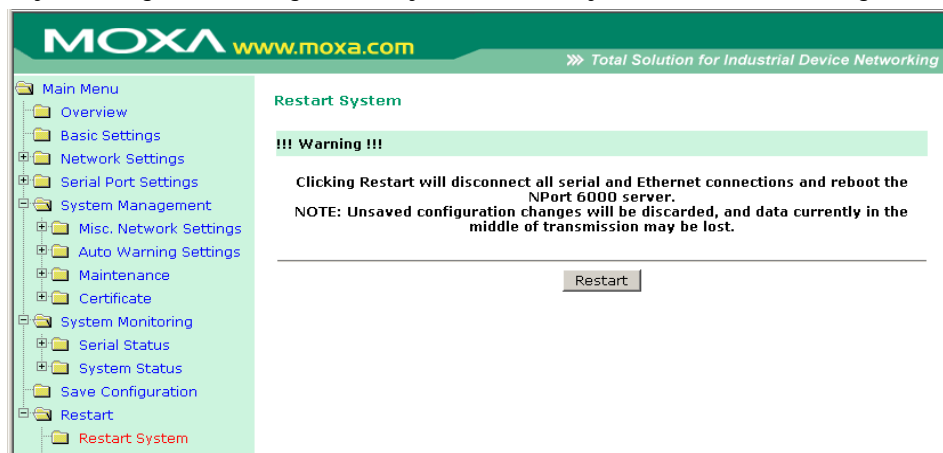 MOXA www.moxa.com
Total Solution for Industrial Device Networking
Main Menu
Overview
Basic Settings
Network Settings
Serial Port Settings
System Management
Misc. Network Settings
Auto Warning Settings
Maintenance
Certificate
System Monitoring
Serial Status
System Status
Save Configuration
Restart
Restart System
Restart System
!!! Warning !!!
Clicking Restart will disconnect all serial and Ethernet connections and reboot the
NPort 6000 server.
NOTE: Unsaved configuration changes will be discarded, and data currently in the
middle of transmission may be lost.
Restart